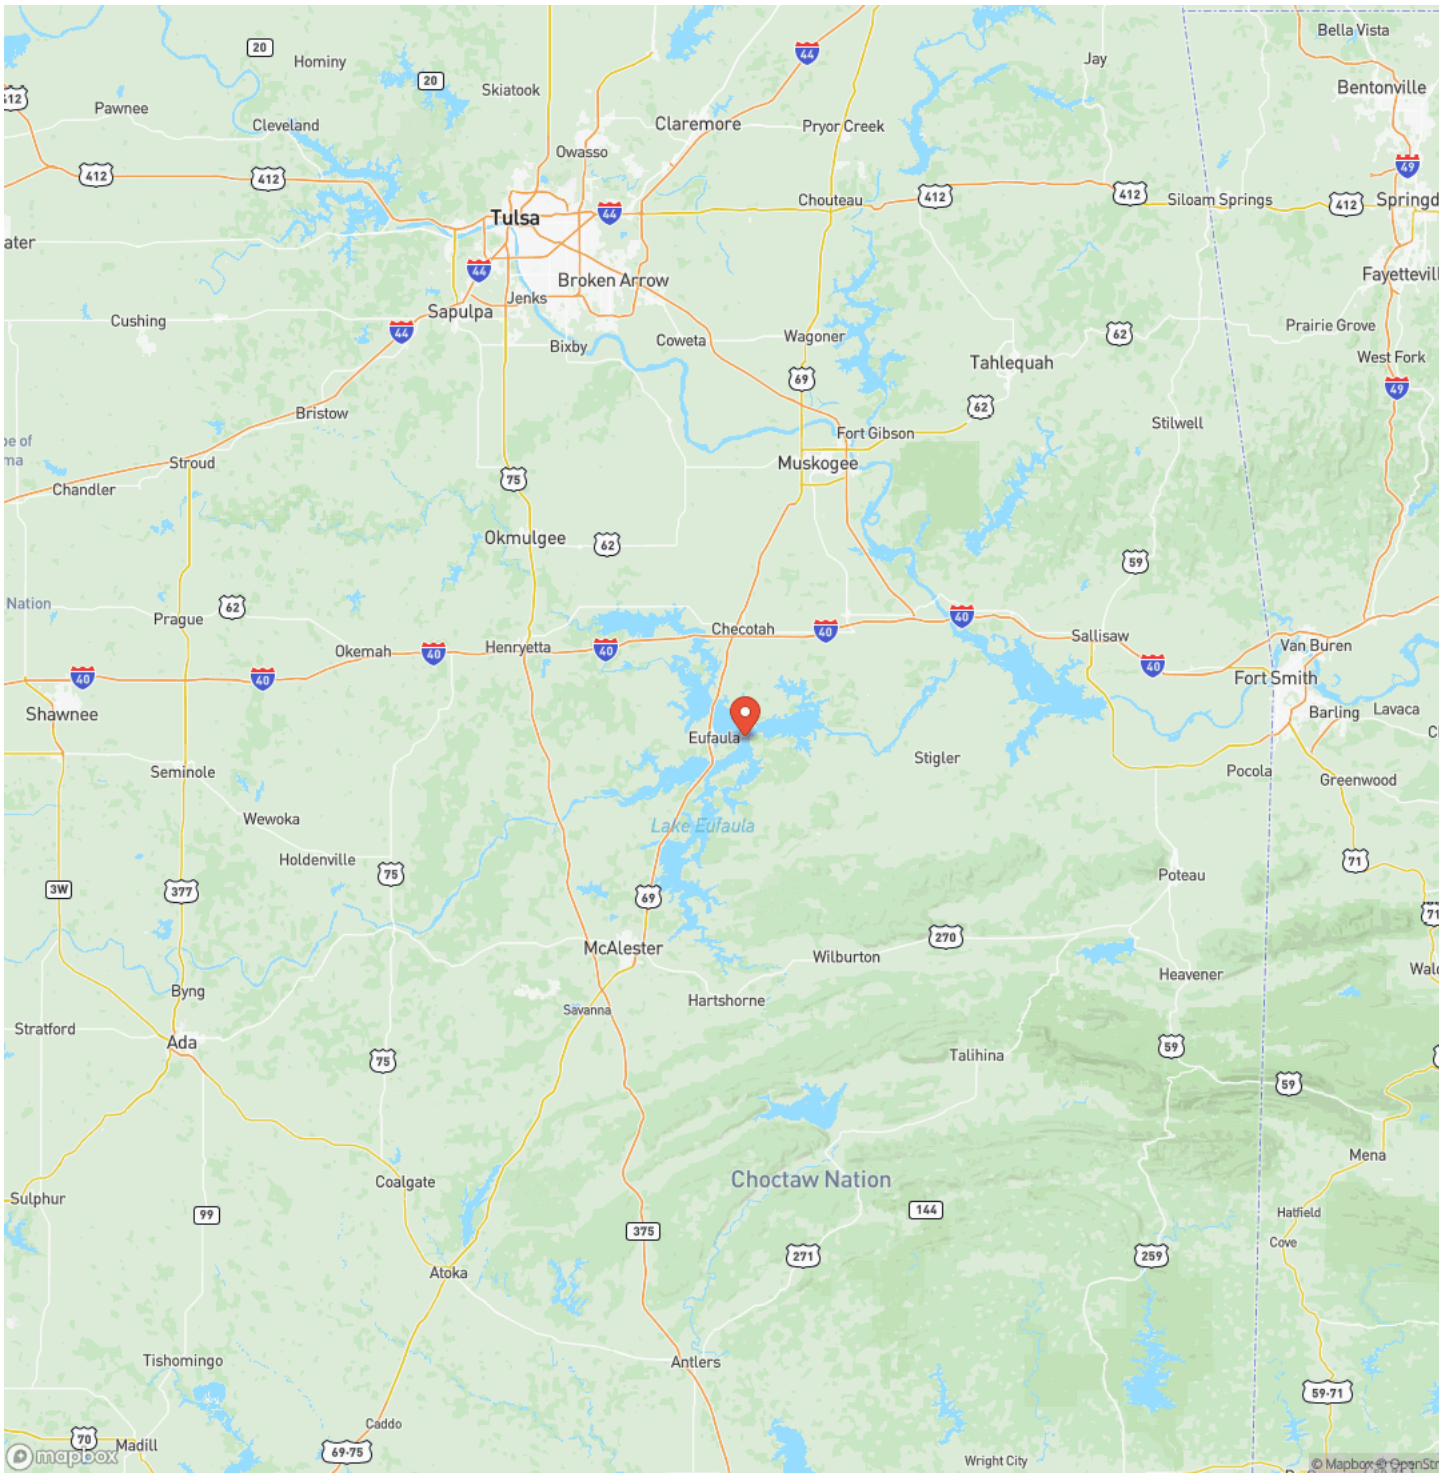 Bella Vista
20
Hominy
44
Jay
20
Skiatook
Bentonville
412
Pawnee
Cleveland
Claremore
Pryor Creek
Owasso
49
412
412
412
412
Chouteau
Siloam Springs
412
Springd
Tulsa
44
ater
44
Broken Arrow
Fayettevill
Jenks
Sapulpa
Cushing
44
Bixby
Coweta
Wagoner
62
Prairie Grove
Tahlequah
West Fork
69
49
62
Bristow
Fort Gibson
Stilwell
be of
ma
Stroud
Muskogee
Chandler
75
Okmulgee
62
59
Nation
62
Prague
Checotah
40
40
Sallisaw
Okemah
40
Henryetta
40
Van Buren
40
40
40
Fort Smith
Shawnee
Barling
Lavaca
Eufaula
C
Stigler
Seminole
Pocola
Greenwood
Wewoka
Lake Eufaula
Holdenville
71
75
Poteau
3W
377
69
71
270
McAlester
Wilburton
Heavener
Wald
Byng
Hartshorne
Savanna
Stratford
Ada
59
Talihina
75
59
Mena
Choctaw Nation
Coalgate
Sulphur
99
144
Hatfield
375
Cove
271
259
Atoka
Tishomingo
Antlers
59-71
Caddo
70
Madill
69-75
mapbox
Wright City
© Mapbox © OpenStr